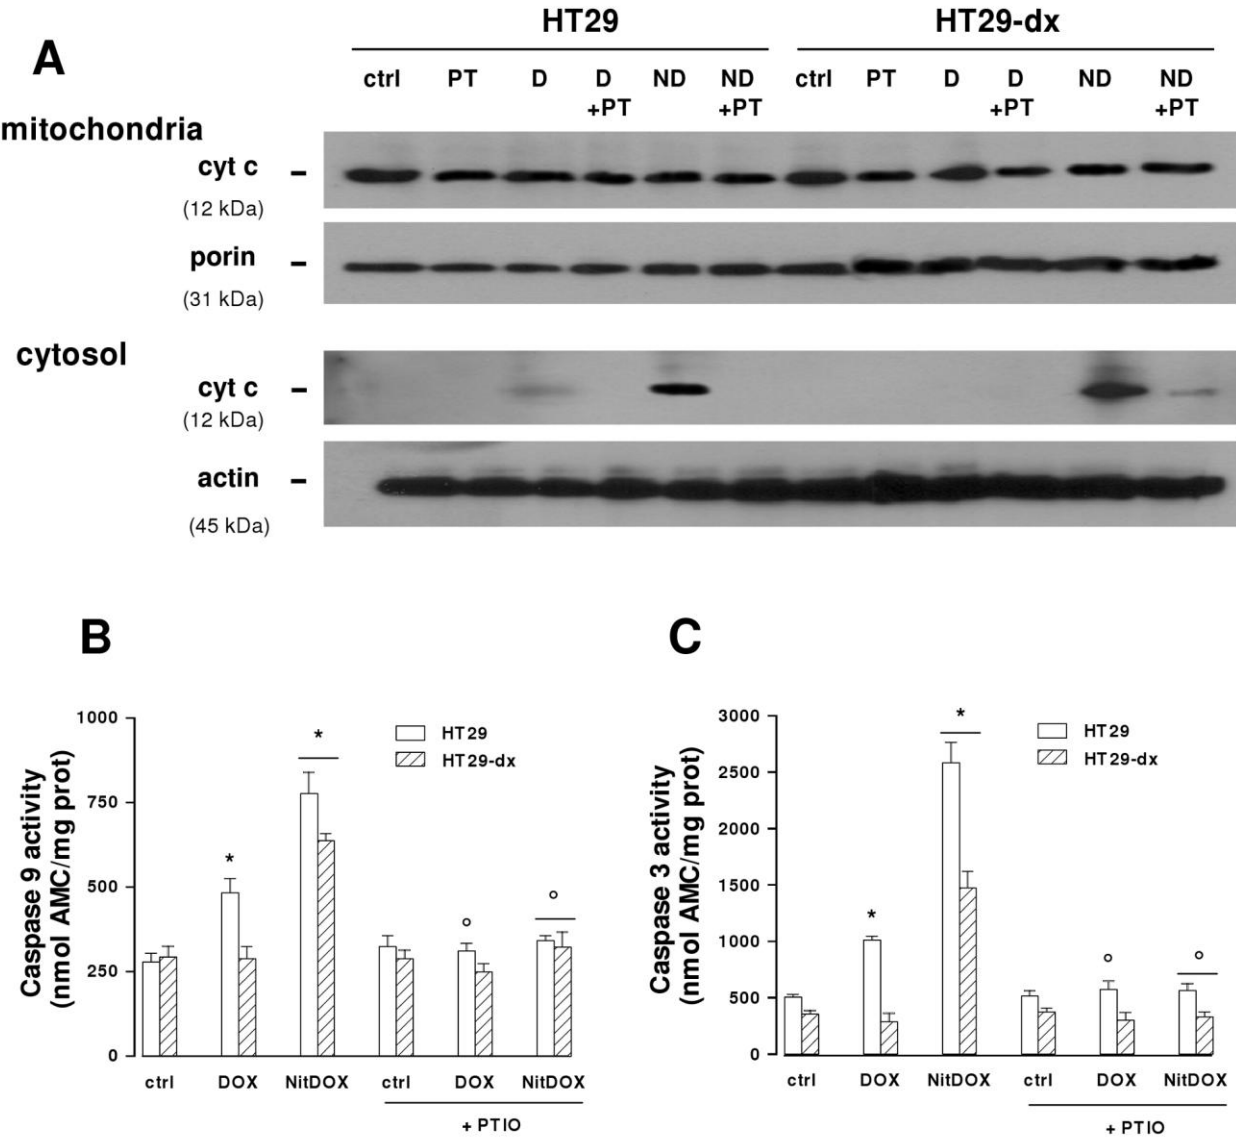 HT29 HT29-dx
A
ctrl PT D D ND ND ctrl PT D D ND ND
+PT +PT +PT +PT
mitochondria
cyt c –
(12 kDa)
porin –
(31 kDa)
cytosol
cyt c –
(12 kDa)
actin –
(45 kDa)
B
Caspase 9 activity
(nmol AMC/mg prot)
1000
750
500
250
0
*
*
°
°
HT29
HT29-dx
ctrl DOX NitDOX ctrl DOX NitDOX
+ PTIO
C
Caspase 3 activity
(nmol AMC/mg prot)
3000
2500
2000
1500
1000
500
0
*
*
°
°
HT29
HT29-dx
ctrl DOX NitDOX ctrl DOX NitDOX
+ PTIO